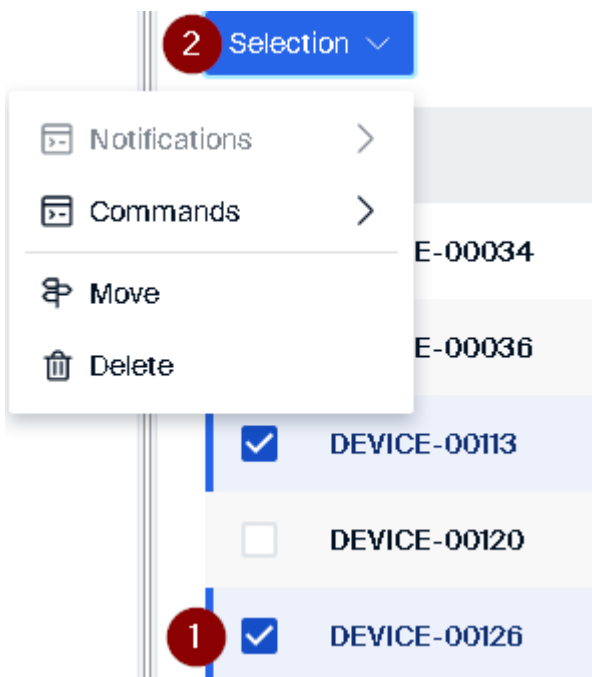 2 Selection
Notifications
Commands
E-00034
Move
E-00036
Delete
DEVICE-00113
DEVICE-00120
1 DEVICE-00126